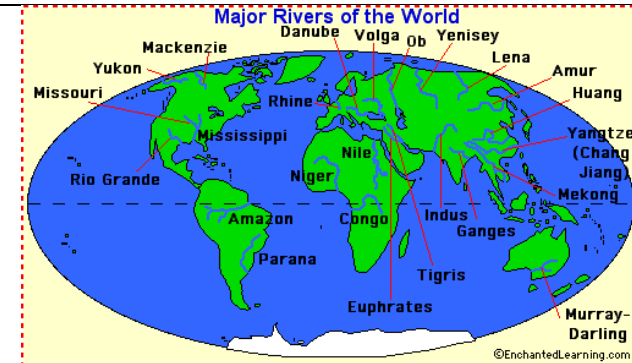 Major Rivers of the World
Danube
Volga
Ob
Yenisey
Mackenzie
Lena
Yukon
Amur
Missouri
Rhine
Huang
Mississippi
Yangtze
(Chang
Jiang)
Nile
Rio Grande
Niger
Mekong
Amazon
Congo
Indus
Ganges
Parana
Tigris
Euphrates
Murray-
Darling
©EnchantedLearning.com